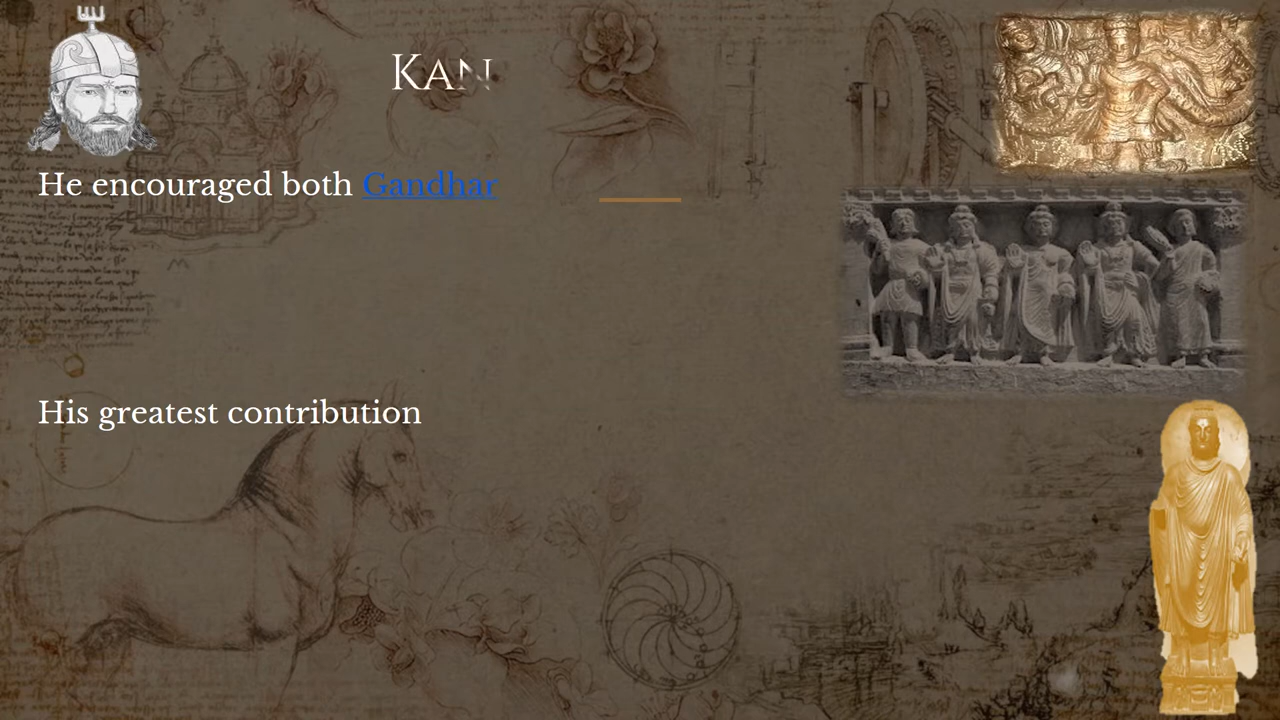 Kan
He encouraged both Gandhar
His greatest contribution